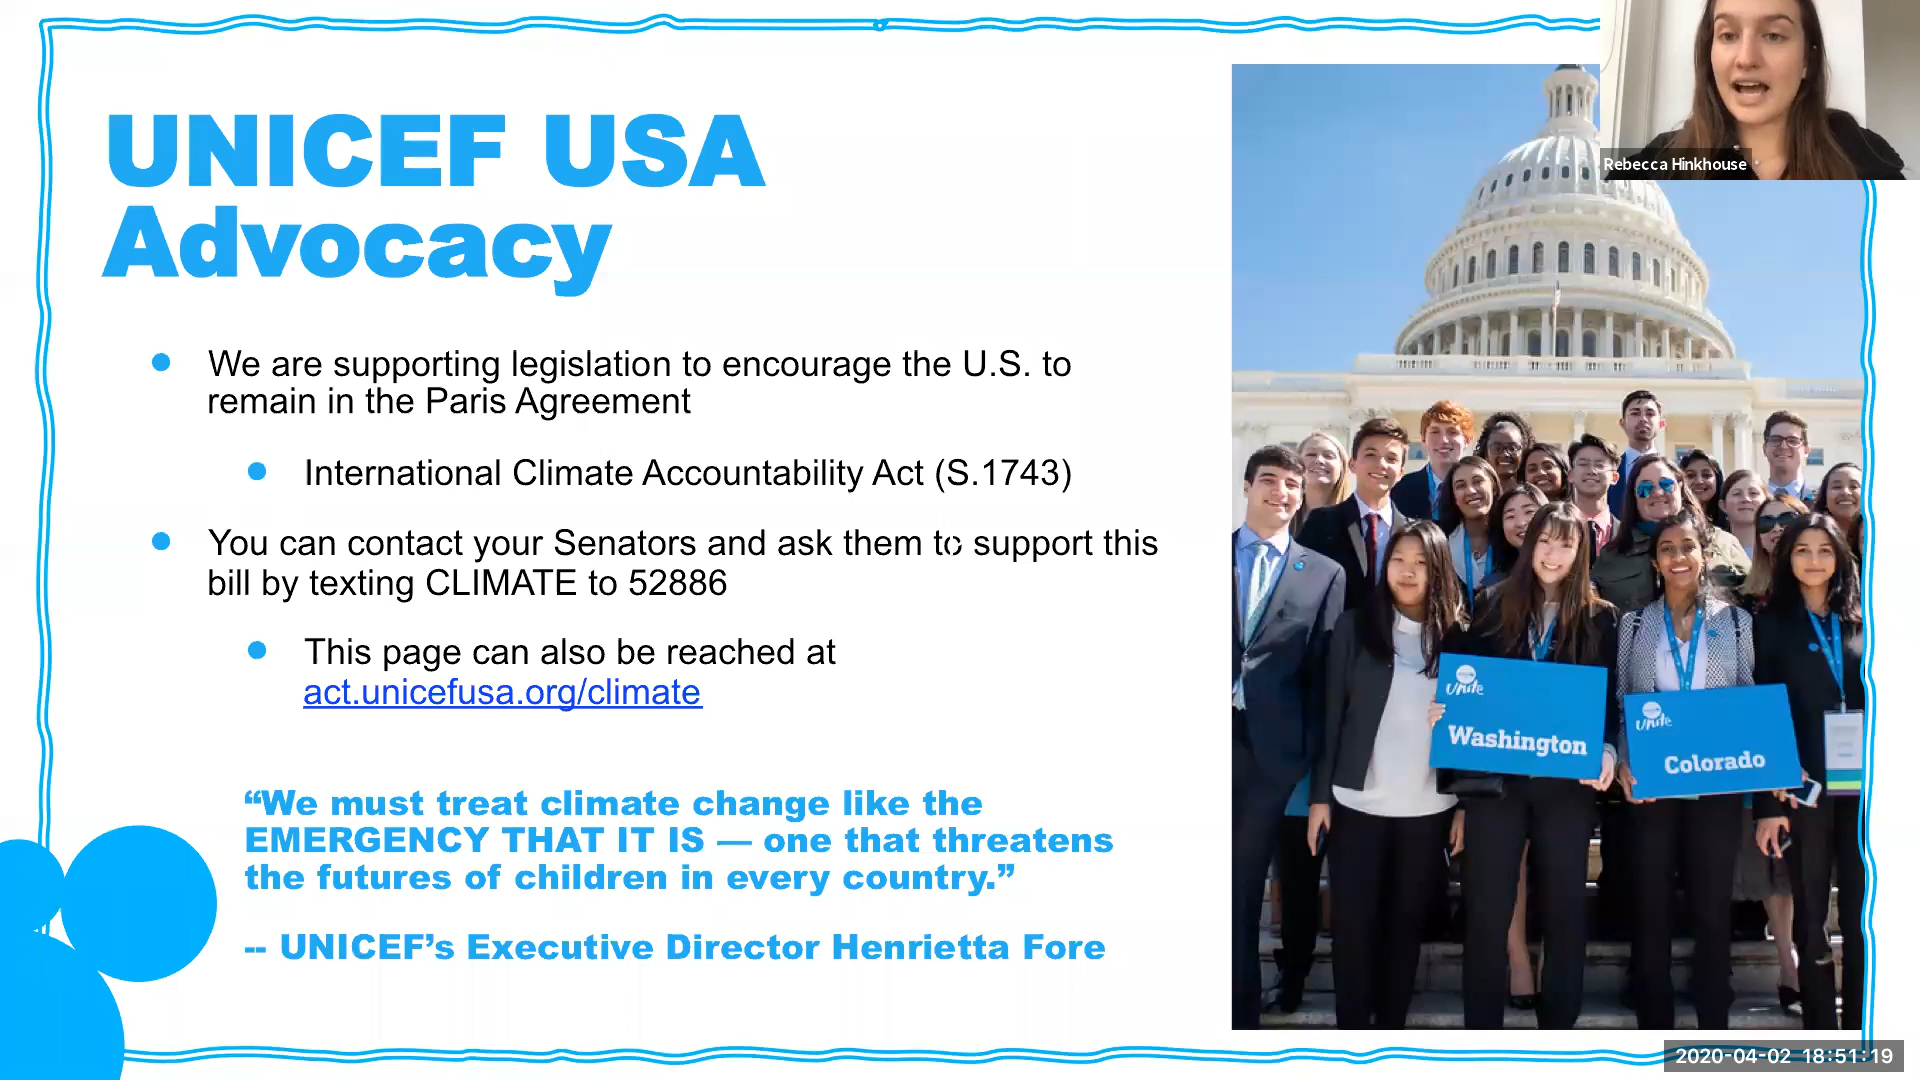 UNICEF USA
Advocacy
We are supporting legislation to encourage the U.S. to
remain in the Paris Agreement
International Climate Accountability Act (S.1743)
You can contact your Senators and ask them to support this
bill by texting CLIMATE to 52886
This page can also be reached at
act.unicefusa.org/climate
“We must treat climate change like the
EMERGENCY THAT IT IS — one that threatens
the futures of children in every country.”
-- UNICEF’s Executive Director Henrietta Fore
Rebecca Hinkhouse
Unite
Washington
Unite
Colorado
2020-04-02 18:51:19